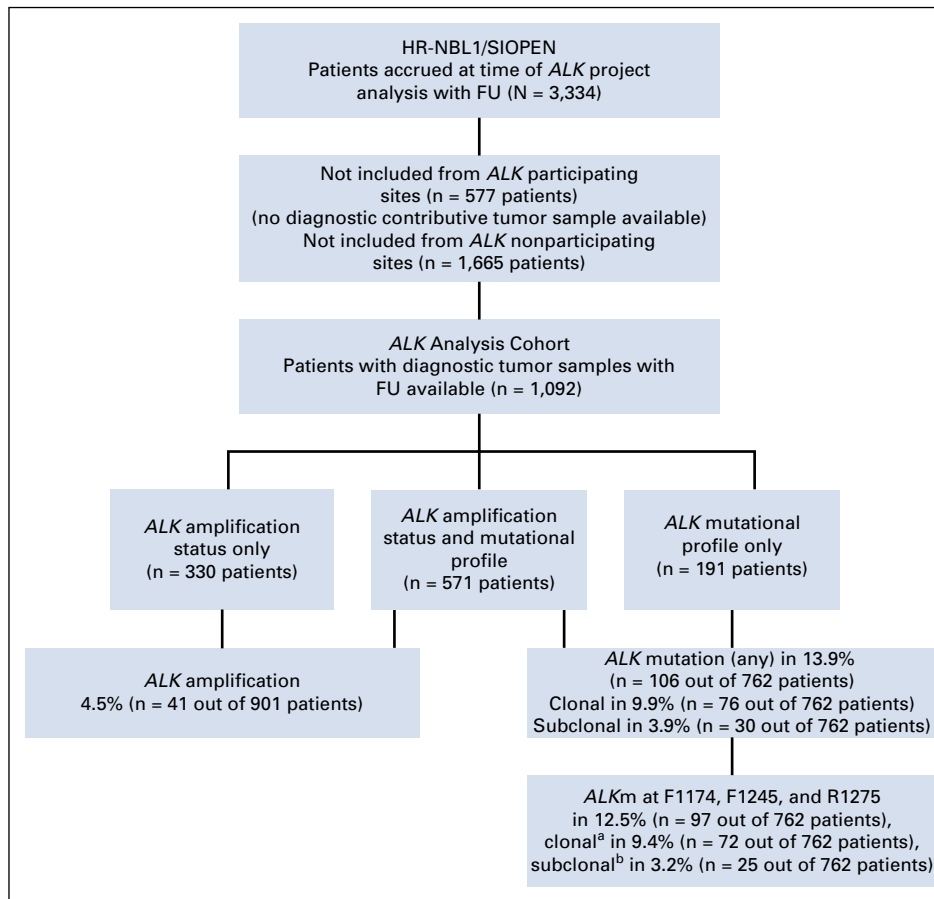 HR-NBL1/SIOPEN
Patients accrued at time of ALK project
analysis with FU (N = 3,334)
Not included from ALK participating
sites (n = 577 patients)
(no diagnostic contributive tumor sample available)
Not included from ALK nonparticipating
sites (n = 1,665 patients)
ALK Analysis Cohort
Patients with diagnostic tumor samples with
FU available (n = 1,092)
ALK amplification
status only
(n = 330 patients)
ALK amplification
status and mutational
profile
(n = 571 patients)
ALK mutational
profile only
(n = 191 patients)
ALK amplification
4.5% (n = 41 out of 901 patients)
ALK mutation (any) in 13.9%
(n = 106 out of 762 patients)
Clonal in 9.9% (n = 76 out of 762 patients)
Subclonal in 3.9% (n = 30 out of 762 patients)
ALKm at F1174, F1245, and R1275
in 12.5% (n = 97 out of 762 patients),
clonala in 9.4% (n = 72 out of 762 patients),
subclonalb in 3.2% (n = 25 out of 762 patients)